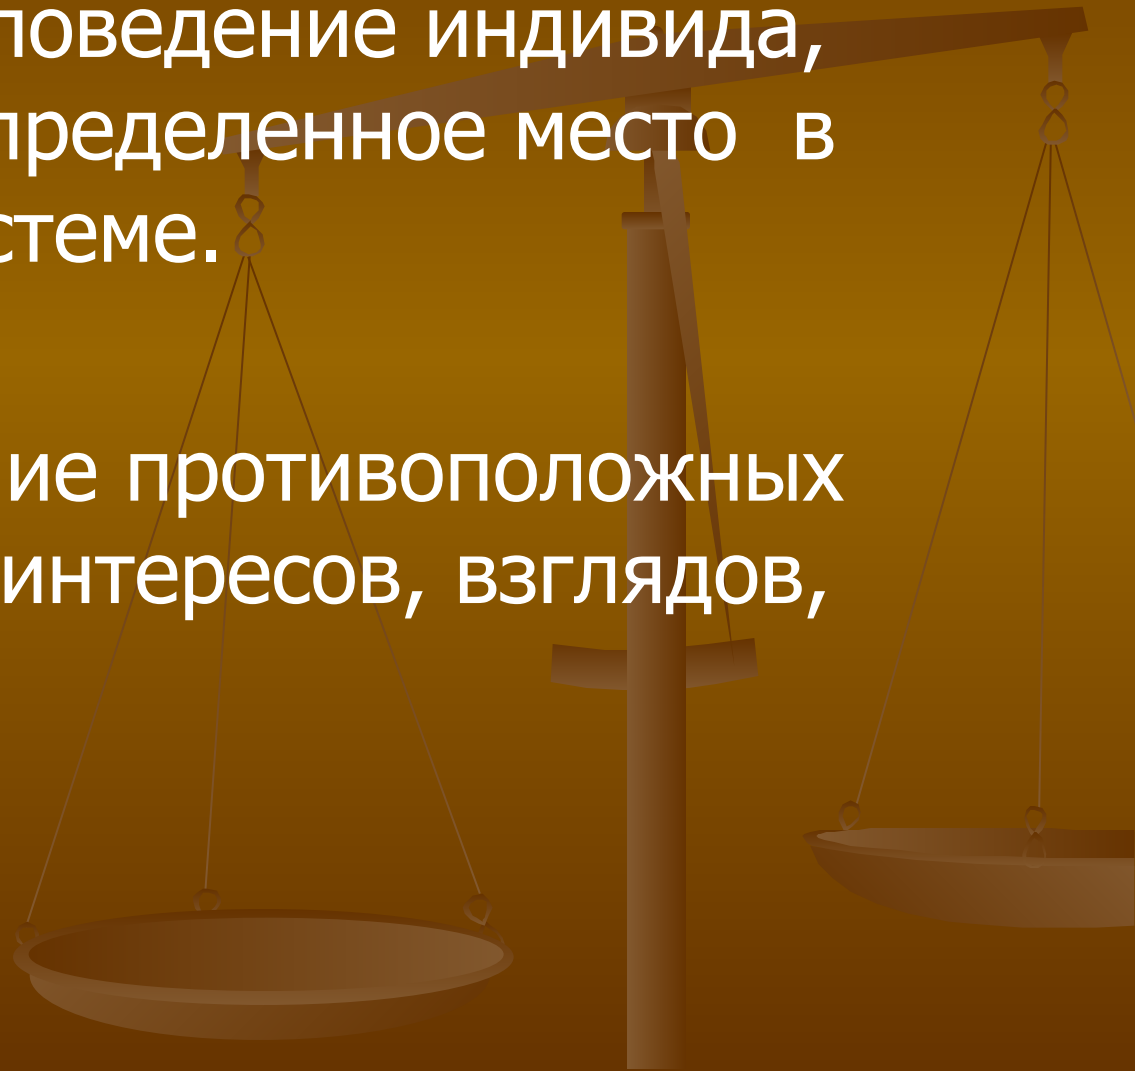 поведение индивида,
пределенное место в
стеме.
ие противоположных
интересов, взглядов,